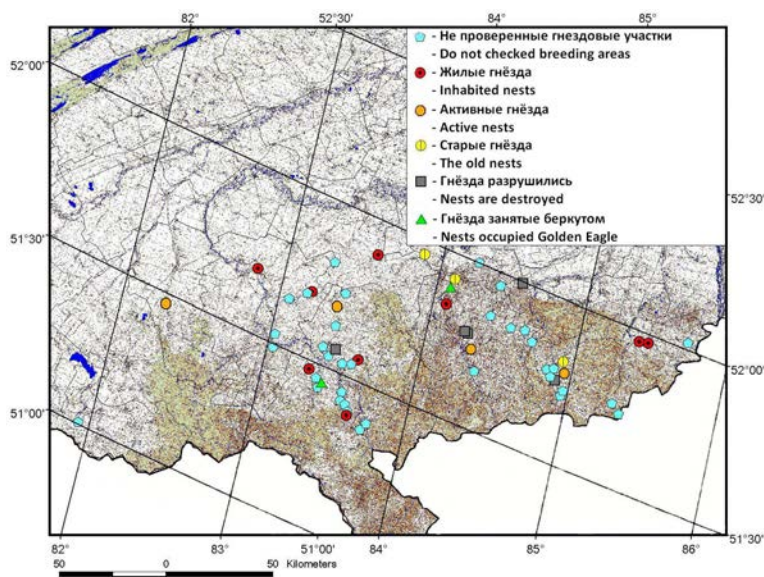 82° 52°30' 84° 85°
- Не проверенные гнездовые участки
- Do not checked breeding areas
- Жилые гнёзда
- Inhabited nests
- Активные гнёзда
- Active nests
- Старые гнёзда
- The old nests
- Гнёзда разрушились
- Nests are destroyed
- Гнёзда занятые беркутом
- Nests occupied Golden Eagle
52°00'
51°30'
51°00'
52°30'
52°00'
51°30'
82° 83° 51°00' 84° 85° 86°
50 0 50 Kilometers